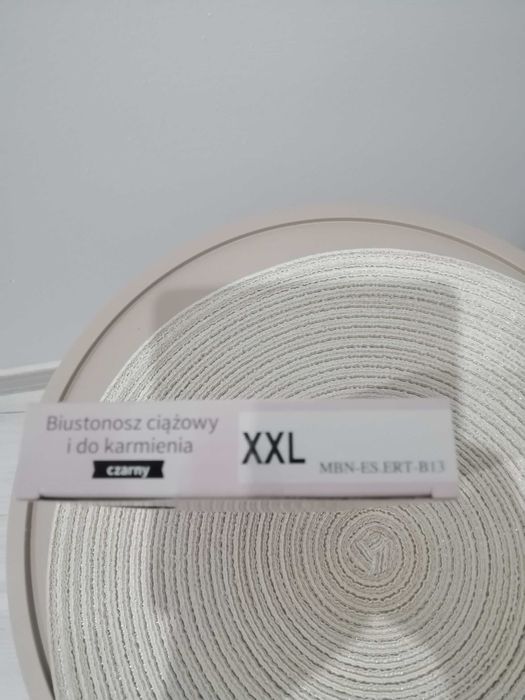 Biustonosz ciążowy
i do karmienia
czarny
XXL
MBN-ES.ERT-B13